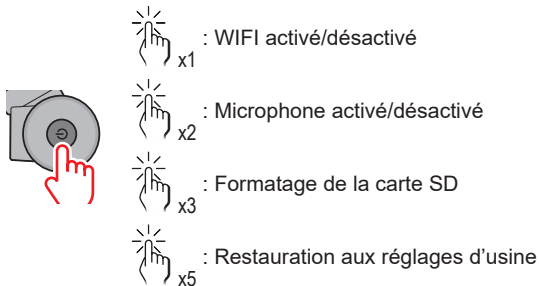 x1 : WIFI activé/désactivé
x2 : Microphone activé/désactivé
x3 : Formatage de la carte SD
x5 : Restauration aux réglages d’usine